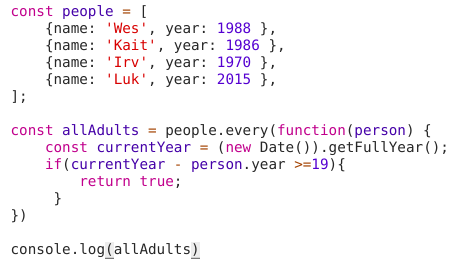 const people = [
    {name: 'Wes', year: 1988 },
    {name: 'Kait', year: 1986 },
    {name: 'Irv', year: 1970 },
    {name: 'Luk', year: 2015 },
];

const allAdults = people.every(function(person) {
    const currentYear = (new Date()).getFullYear();
    if(currentYear - person.year >=19){
        return true;
     }
})

console.log(allAdults)